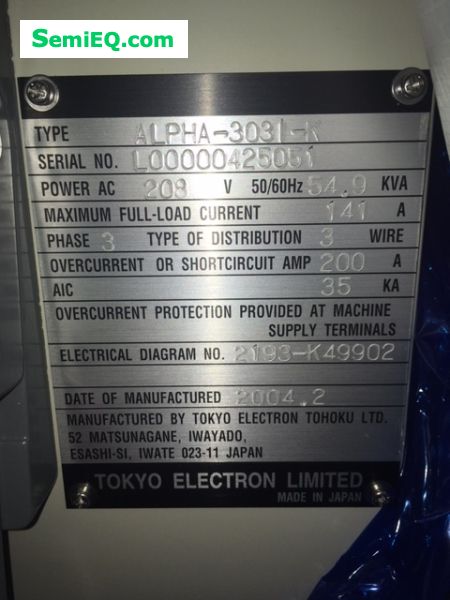 SemiEQ.com
TYPE ALPHA-303i-K
SERIAL NO. L00000425051
POWER AC 208 V 50/60Hz 54.9 KVA
MAXIMUM FULL-LOAD CURRENT 141 A
PHASE 3 TYPE OF DISTRIBUTION 3 WIRE
OVERCURRENT OR SHORTCIRCUIT AMP 200 A
AIC 35 KA
OVERCURRENT PROTECTION PROVIDED AT MACHINE
SUPPLY TERMINALS
ELECTRICAL DIAGRAM NO. 2193-K49902
DATE OF MANUFACTURED 2004.2
MANUFACTURED BY TOKYO ELECTRON TOHOKU LTD.
52 MATSUNAGANE, IWAYADO,
ESASHI-SI, IWATE 023-11 JAPAN
TOKYO ELECTRON LIMITED
MADE IN JAPAN